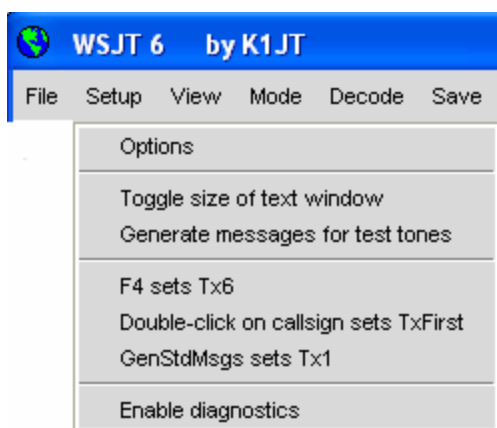 WSJT 6 by K1JT
File Setup View Mode Decode Save
Options
Toggle size of text window
Generate messages for test tones
F4 sets Tx6
Double-click on callsign sets TxFirst
GenStdMsgs sets Tx1
Enable diagnostics